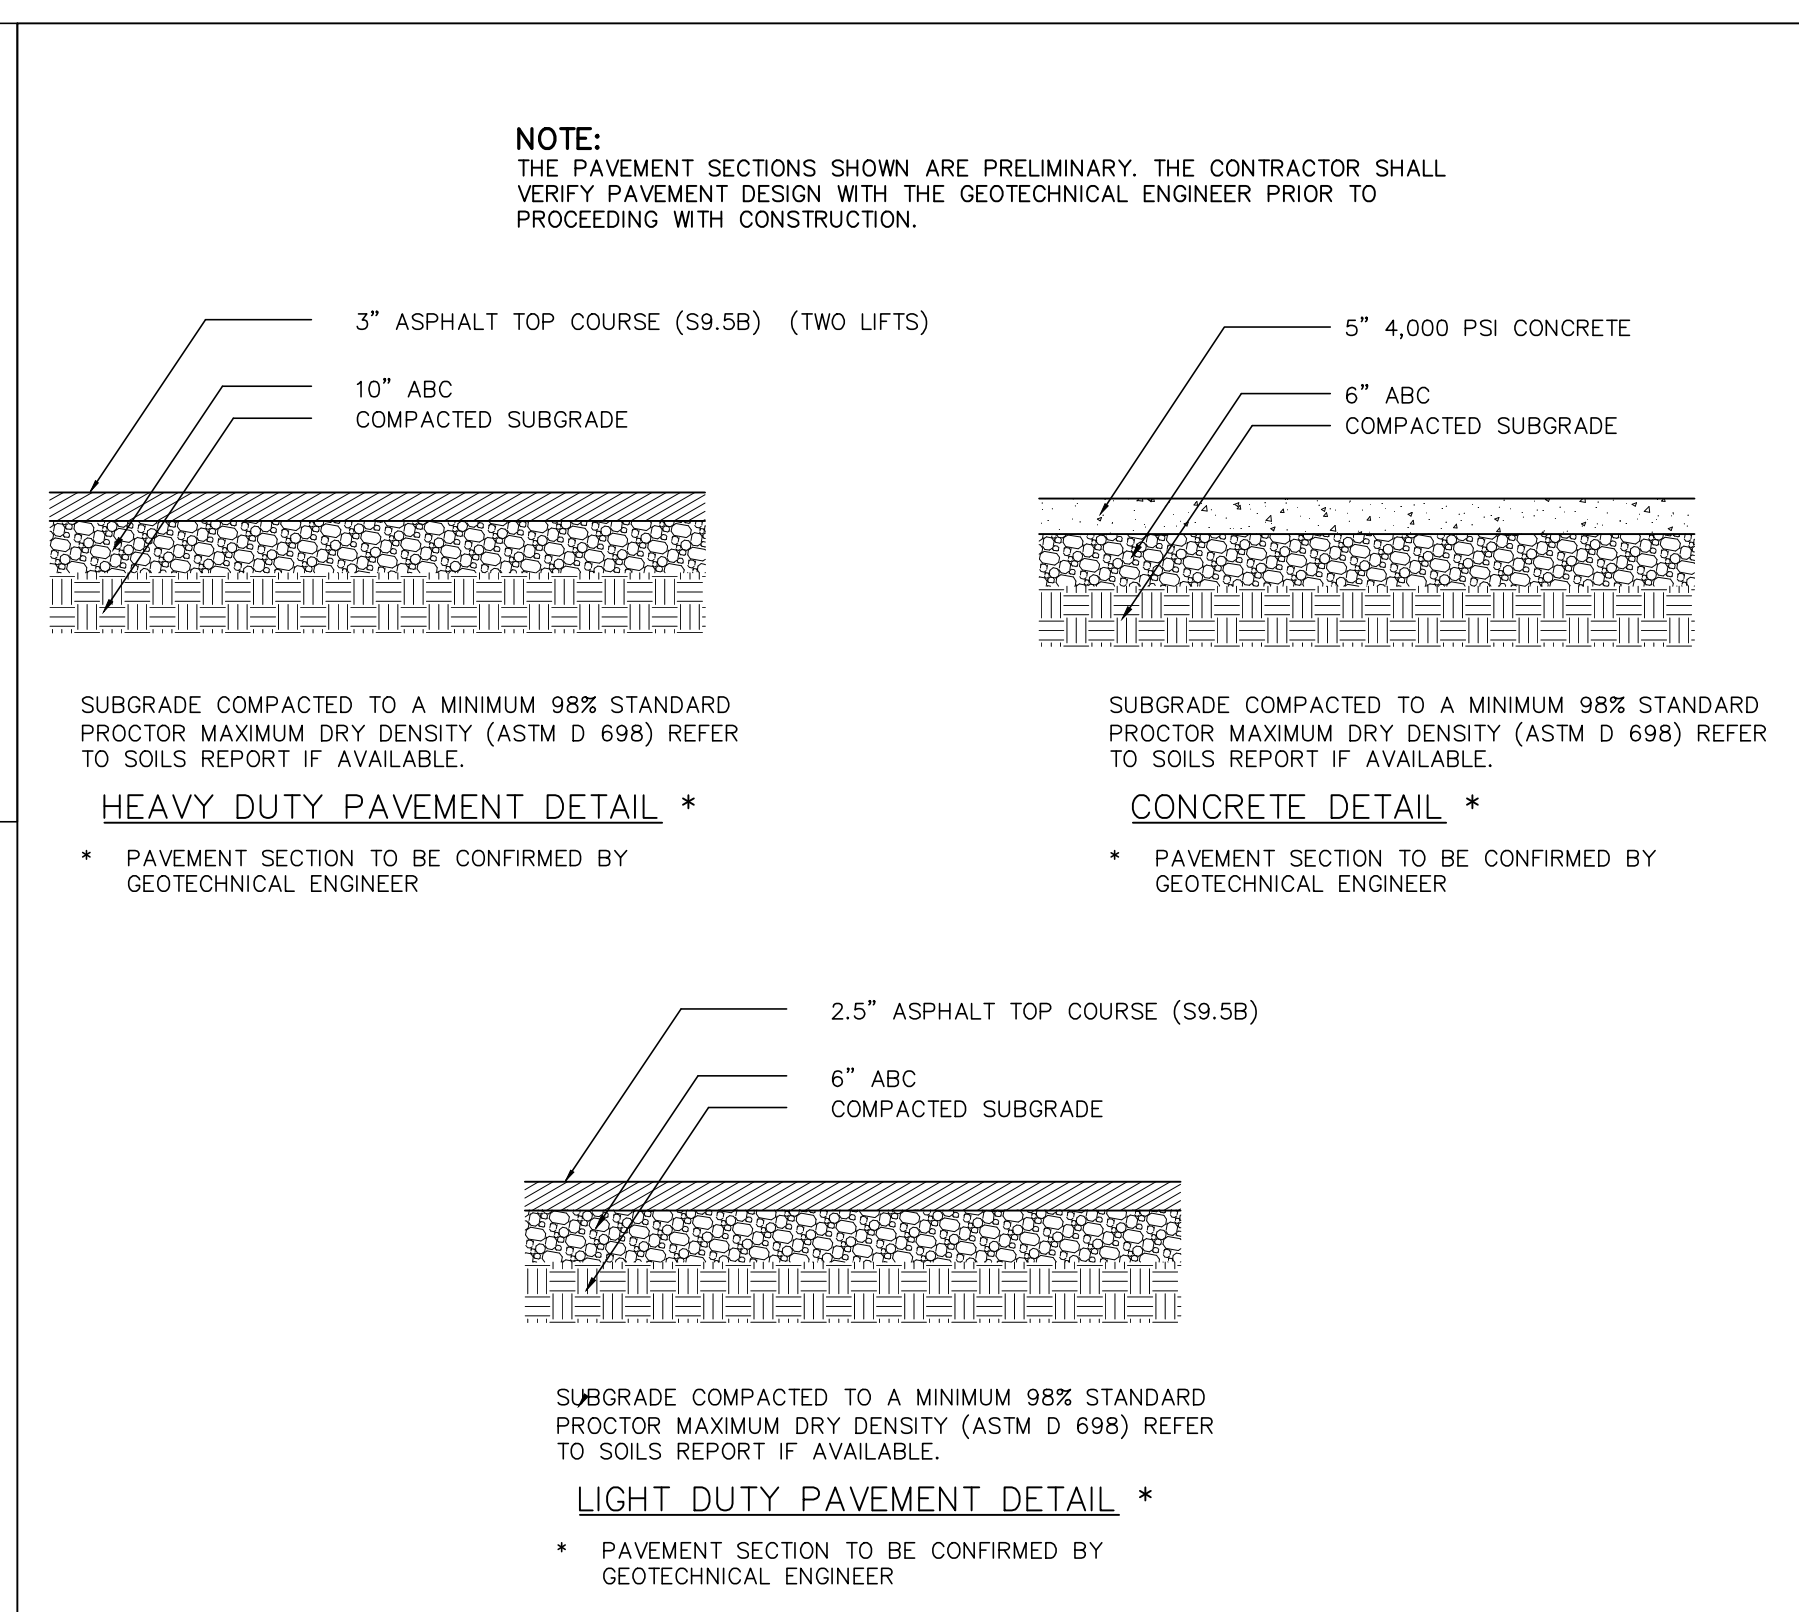 NOTE:
THE PAVEMENT SECTIONS SHOWN ARE PRELIMINARY. THE CONTRACTOR SHALL
VERIFY PAVEMENT DESIGN WITH THE GEOTECHNICAL ENGINEER PRIOR TO
PROCEEDING WITH CONSTRUCTION.
3” ASPHALT TOP COURSE (S9.5B) (TWO LIFTS)
10” ABC
COMPACTED SUBGRADE
SUBGRADE COMPACTED TO A MINIMUM 98% STANDARD
PROCTOR MAXIMUM DRY DENSITY (ASTM D 698) REFER
TO SOILS REPORT IF AVAILABLE.
HEAVY DUTY PAVEMENT DETAIL *
* PAVEMENT SECTION TO BE CONFIRMED BY
GEOTECHNICAL ENGINEER
5” 4,000 PSI CONCRETE
6” ABC
COMPACTED SUBGRADE
SUBGRADE COMPACTED TO A MINIMUM 98% STANDARD
PROCTOR MAXIMUM DRY DENSITY (ASTM D 698) REFER
TO SOILS REPORT IF AVAILABLE.
CONCRETE DETAIL *
* PAVEMENT SECTION TO BE CONFIRMED BY
GEOTECHNICAL ENGINEER
2.5” ASPHALT TOP COURSE (S9.5B)
6” ABC
COMPACTED SUBGRADE
SUBGRADE COMPACTED TO A MINIMUM 98% STANDARD
PROCTOR MAXIMUM DRY DENSITY (ASTM D 698) REFER
TO SOILS REPORT IF AVAILABLE.
LIGHT DUTY PAVEMENT DETAIL *
* PAVEMENT SECTION TO BE CONFIRMED BY
GEOTECHNICAL ENGINEER